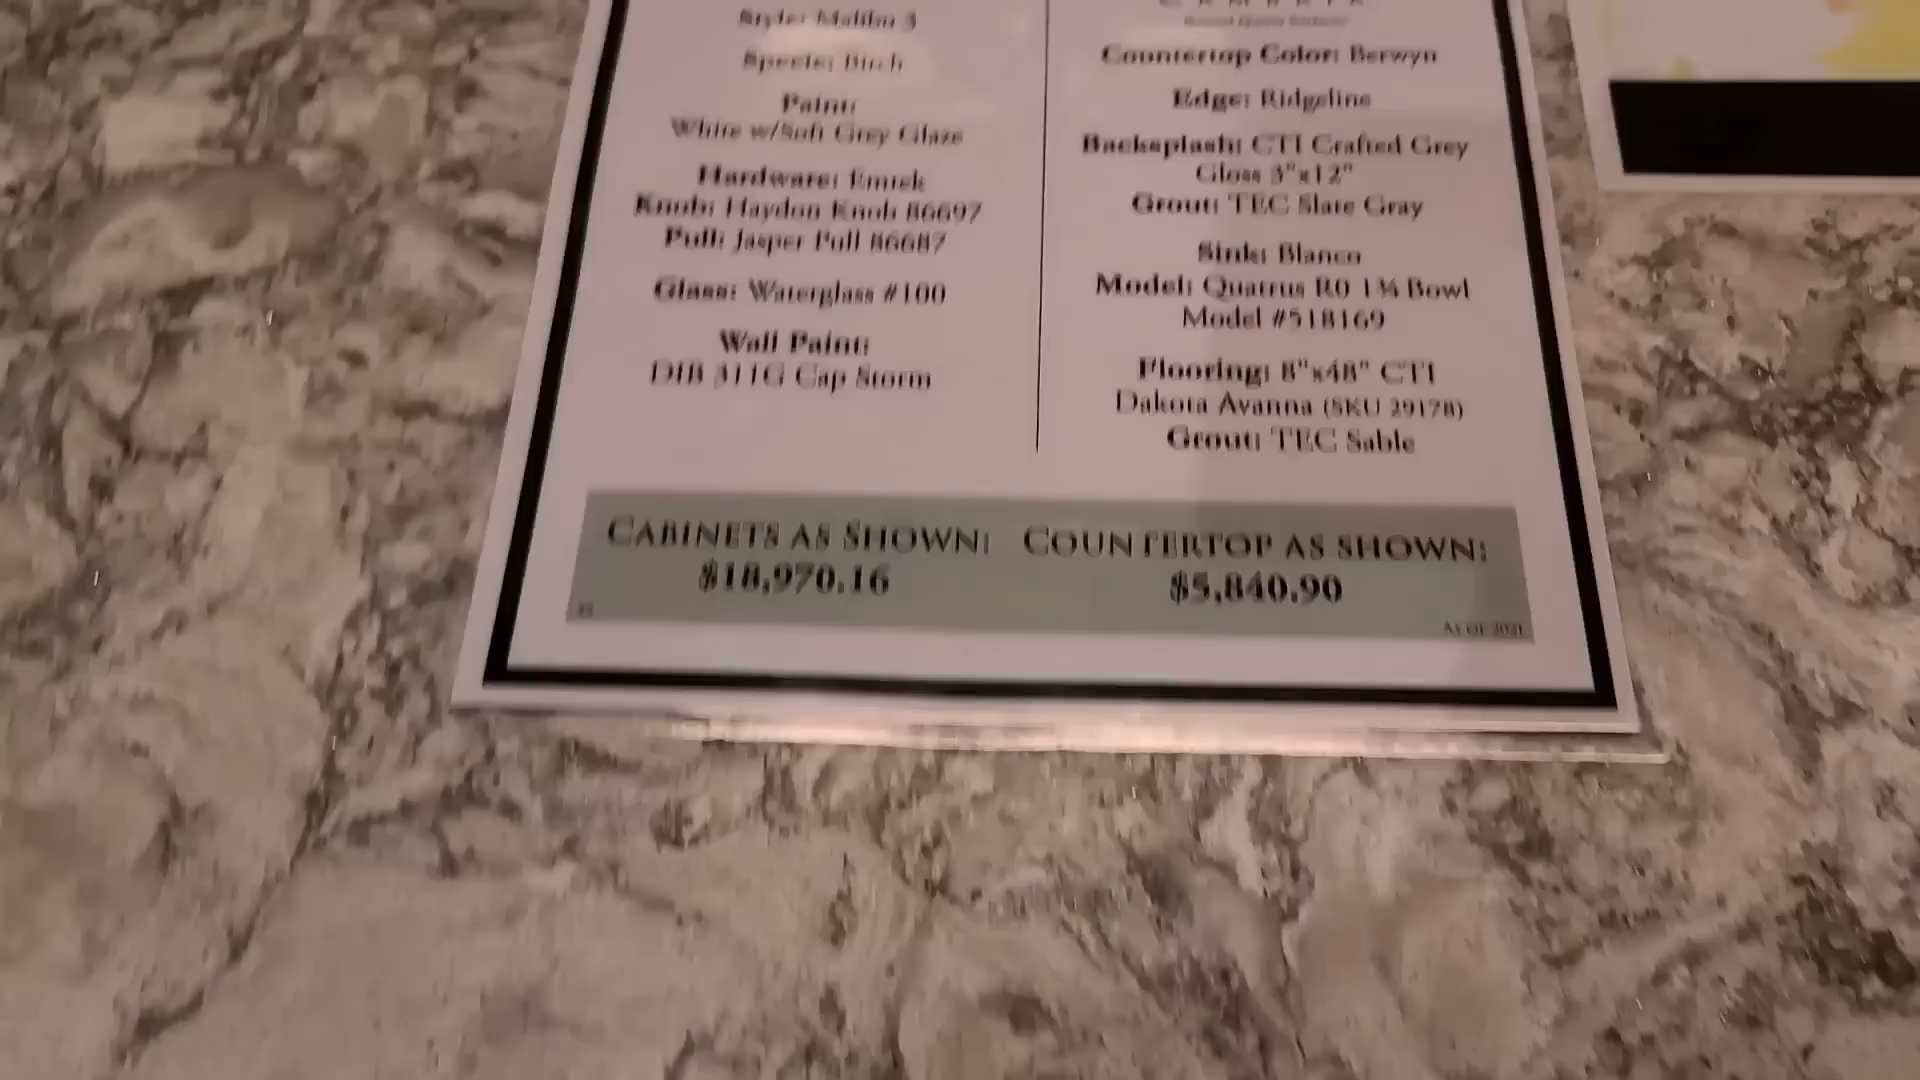 Style: Malibu 3
Species: Birch
Paint:
White w/Soft Grey Glaze
Hardware: Emtek
Knob: Haydon Knob 86697
Pull: Jasper Pull 86687
Glass: Waterglass #100
Wall Paint:
DIB 311G Cap Storm
Countertop Color: Berwyn
Edge: Ridgeline
Backsplash: CTI Crafted Grey
Gloss 3"x12"
Grout: TEC Slate Gray
Sink: Blanco
Model: Quatrus R0 1¾ Bowl
Model #518169
Flooring: 8"x48" CTI
Dakota Avanna (SKU 29178)
Grout: TEC Sable
CABINETS AS SHOWN:
$18,970.16
COUNTERTOP AS SHOWN:
$5,840.90
AS OF 2021